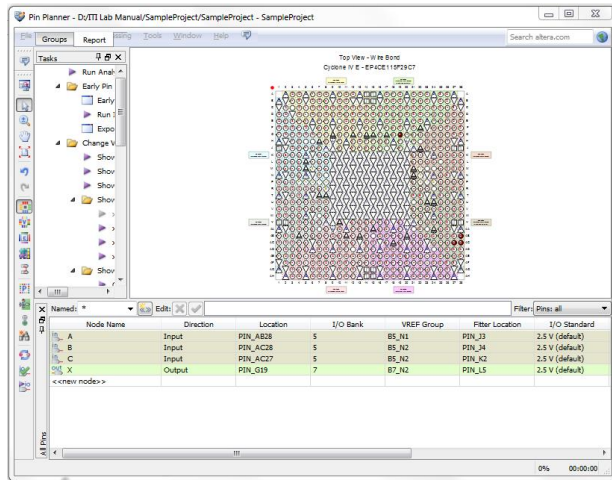 Pin Planner - D:/ITI Lab Manual/SampleProject/SampleProject - SampleProject
File Groups Report Tools Window Help Search altera.com
Tasks
Run Anal
Early Pin
Early
Run I
Expo
Change V
Show
Show
Show
Show
Show
Top View - Wire Bond
Cyclone IV E - EP4CE115F29C7
Named: * Edit: Filter: Pins: all
Node Name Direction Location I/O Bank VREF Group Fitter Location I/O Standard
A Input PIN_AB28 5 B5_N1 PIN_J3 2.5 V (default)
B Input PIN_AC28 5 B5_N2 PIN_J4 2.5 V (default)
C Input PIN_AC27 5 B5_N2 PIN_K2 2.5 V (default)
X Output PIN_G19 7 B7_N2 PIN_L5 2.5 V (default)
<<new node>>
All Pins
0% 00:00:00